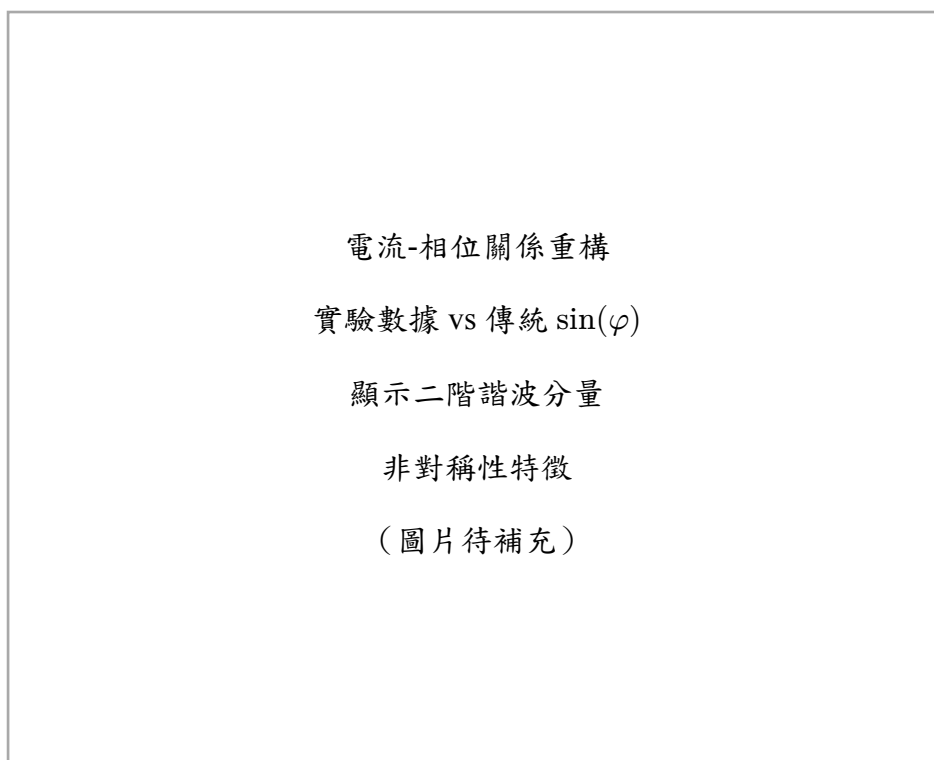 電流-相位關係重構
實驗數據 vs 傳統 sin(φ)
顯示二階諧波分量
非對稱性特徵
（圖片待補充）